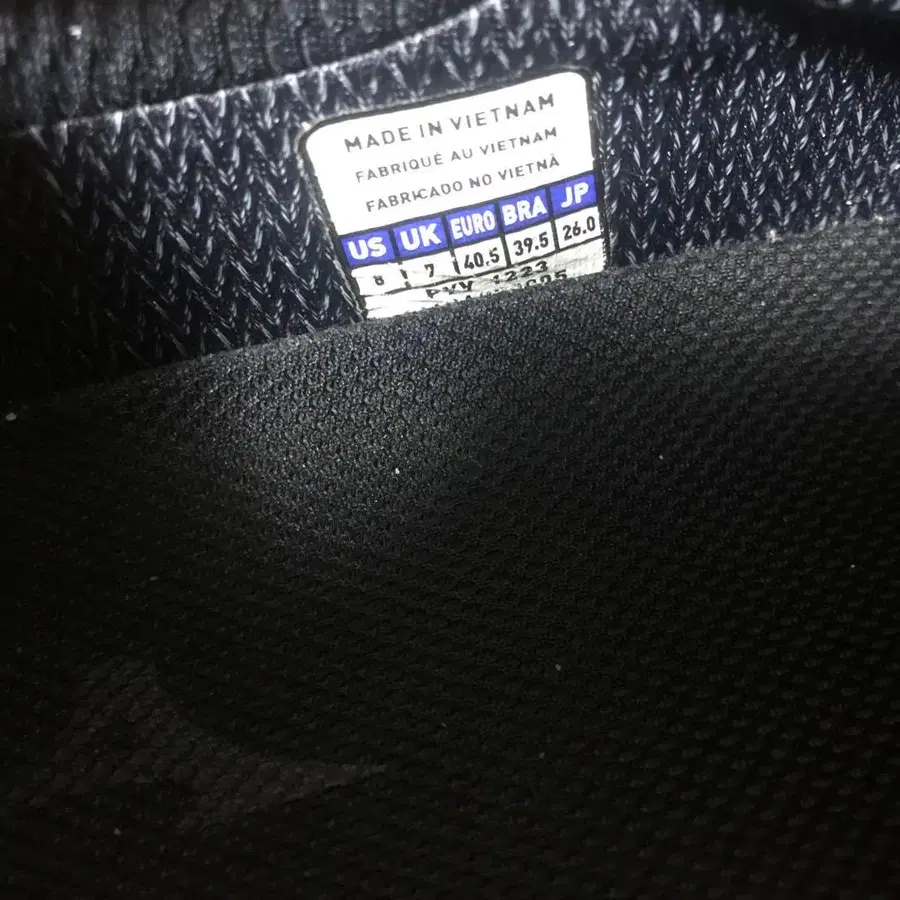 MADE IN VIETNAM
FABRIQUÉ AU VIETNAM
FABRICADO NO VIETNÃ
US UK EURO BRA JP
8 7 40.5 39.5 26.0
1223